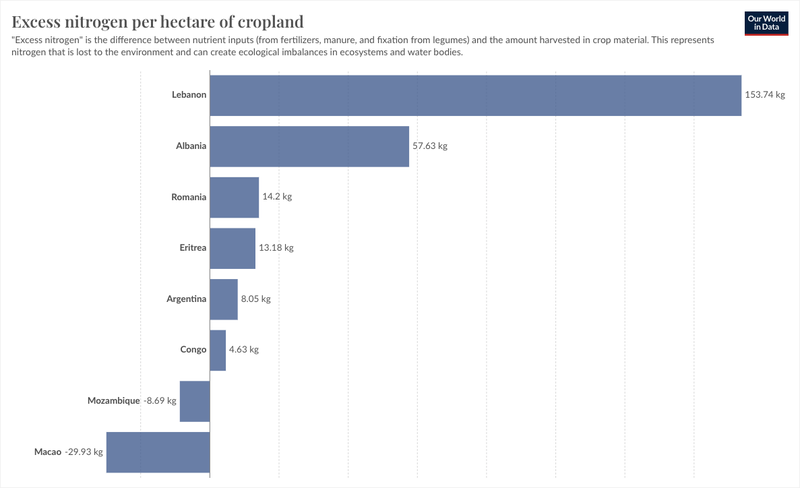 Excess nitrogen per hectare of cropland
Our World
in Data
"Excess nitrogen" is the difference between nutrient inputs (from fertilizers, manure, and fixation from legumes) and the amount harvested in crop material. This represents
nitrogen that is lost to the environment and can create ecological imbalances in ecosystems and water bodies.
Lebanon 153.74 kg
Albania 57.63 kg
Romania 14.2 kg
Eritrea 13.18 kg
Argentina 8.05 kg
Congo 4.63 kg
Mozambique -8.69 kg
Macao -29.93 kg